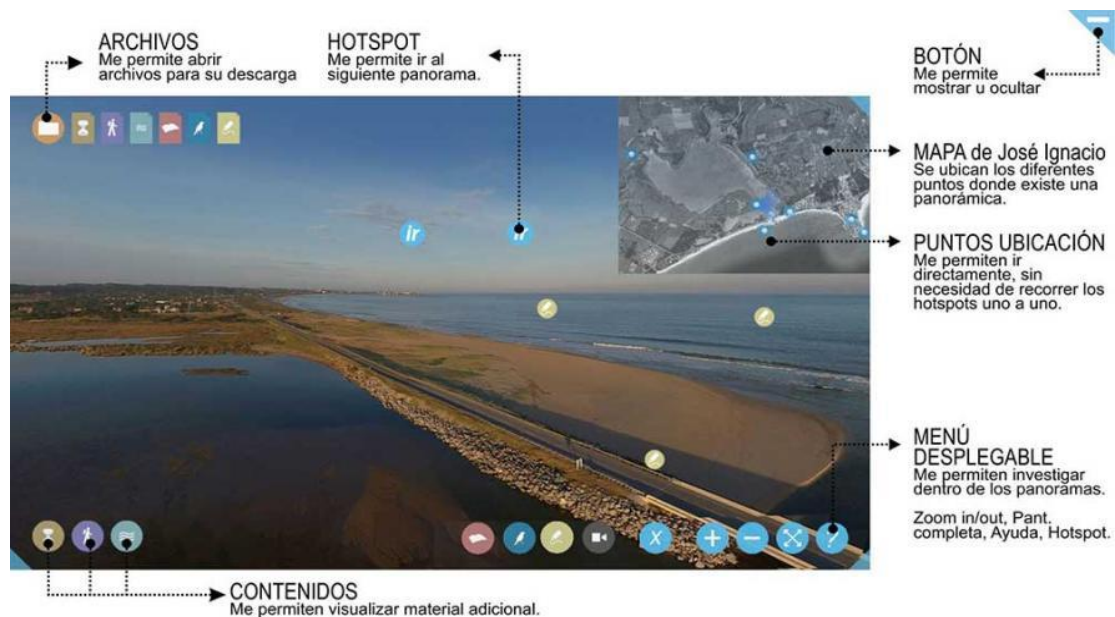 ARCHIVOS
Me permite abrir
archivos para su descarga
HOTSPOT
Me permite ir al
siguiente panorama.
BOTÓN
Me permite
mostrar u ocultar
ir
ir
MAPA de José Ignacio
Se ubican los diferentes
puntos donde existe una
panorámica.
PUNTOS UBICACIÓN
Me permiten ir
directamente, sin
necesidad de recorrer los
hotspots uno a uno.
MENÚ
DESPLEGABLE
Me permiten investigar
dentro de los panoramas.
Zoom in/out, Pant.
completa, Ayuda, Hotspot.
X
CONTENIDOS
Me permiten visualizar material adicional.